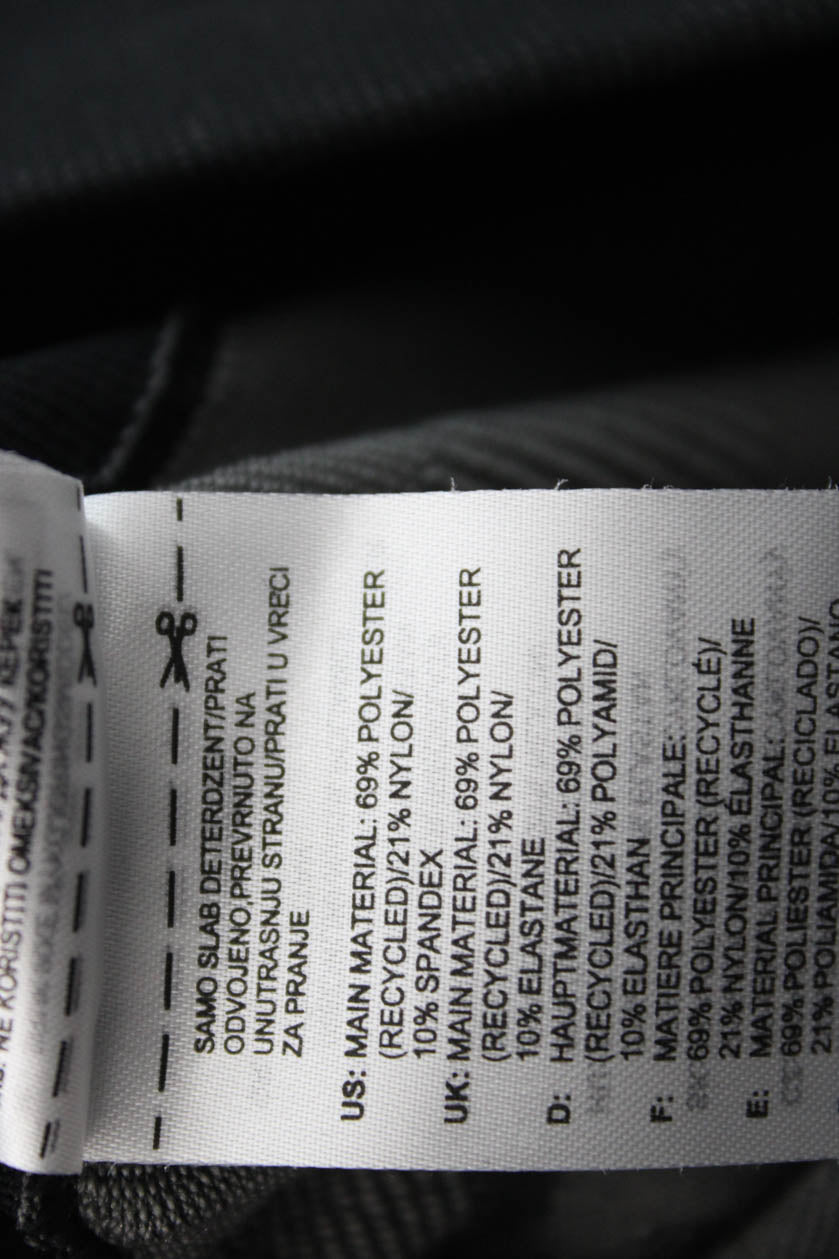 NE KORISTITI OMEKSIVAC/KORISTITI
SAMO SLAB DETERDZENT/PRATI
ODVOJENO,PREVRNUTO NA
UNUTRASNJU STRANU/PRATI U VRECI
ZA PRANJE
US: MAIN MATERIAL: 69% POLYESTER
(RECYCLED)/21% NYLON/
10% SPANDEX
UK: MAIN MATERIAL: 69% POLYESTER
(RECYCLED)/21% NYLON/
10% ELASTANE
D: HAUPTMATERIAL: 69% POLYESTER
(RECYCLED)/21% POLYAMID/
10% ELASTHAN
F: MATIERE PRINCIPALE:
69% POLYESTER (RECYCLÉ)/
21% NYLON/10% ÉLASTHANNE
E: MATERIAL PRINCIPAL:
69% POLIESTER (RECICLADO)/
21% POLIAMIDA/10%